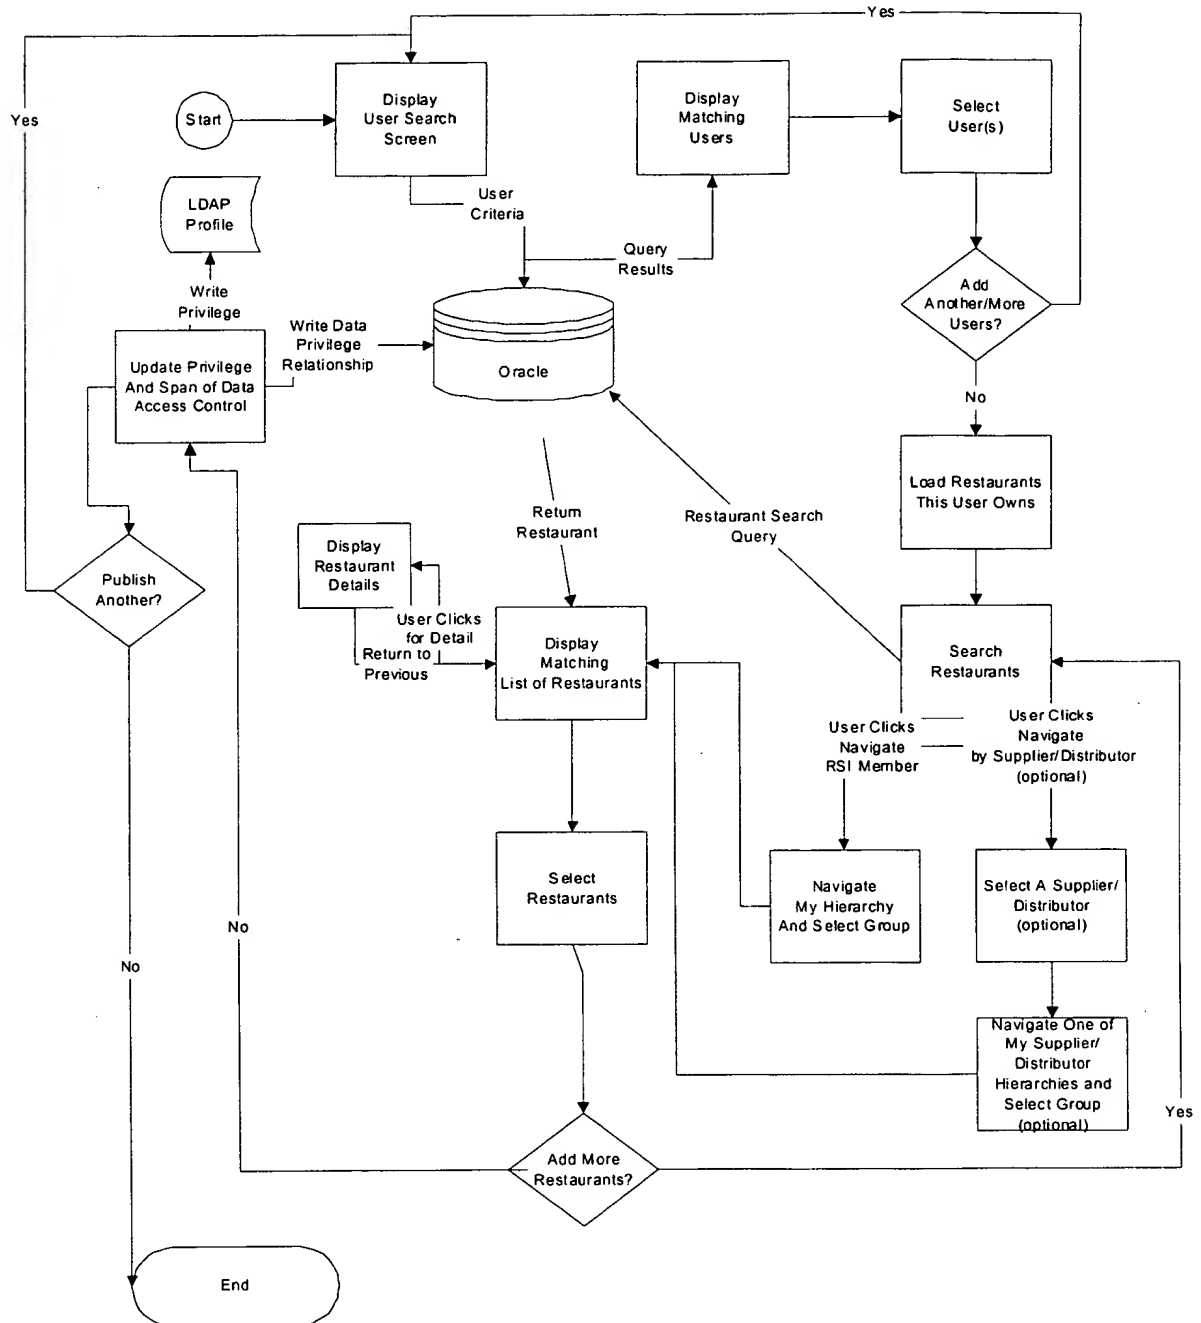 Yes
Yes
Start
Display
User Search
Screen
Display
Matching
Users
Select
User(s)
LDAP
Profile
User
Criteria
Query
Results
Add
Another/More
Users?
Write
Privilege
Write Data
Privilege
Relationship
Oracle
Update Privilege
And Span of Data
Access Control
No
Load Restaurants
This User Owns
Return
Restaurant
Restaurant Search
Query
Display
Restaurant
Details
Publish
Another?
User Clicks
for Detail
Return to
Previous
Display
Matching
List of Restaurants
Search
Restaurants
User Clicks
Navigate
RSI Member
User Clicks
Navigate
by Supplier/Distributor
(optional)
Select
Restaurants
Navigate
My Hierarchy
And Select Group
Select A Supplier/
Distributor
(optional)
No
No
Navigate One of
My Supplier/
Distributor
Hierarchies and
Select Group
(optional)
Yes
Add More
Restaurants?
End